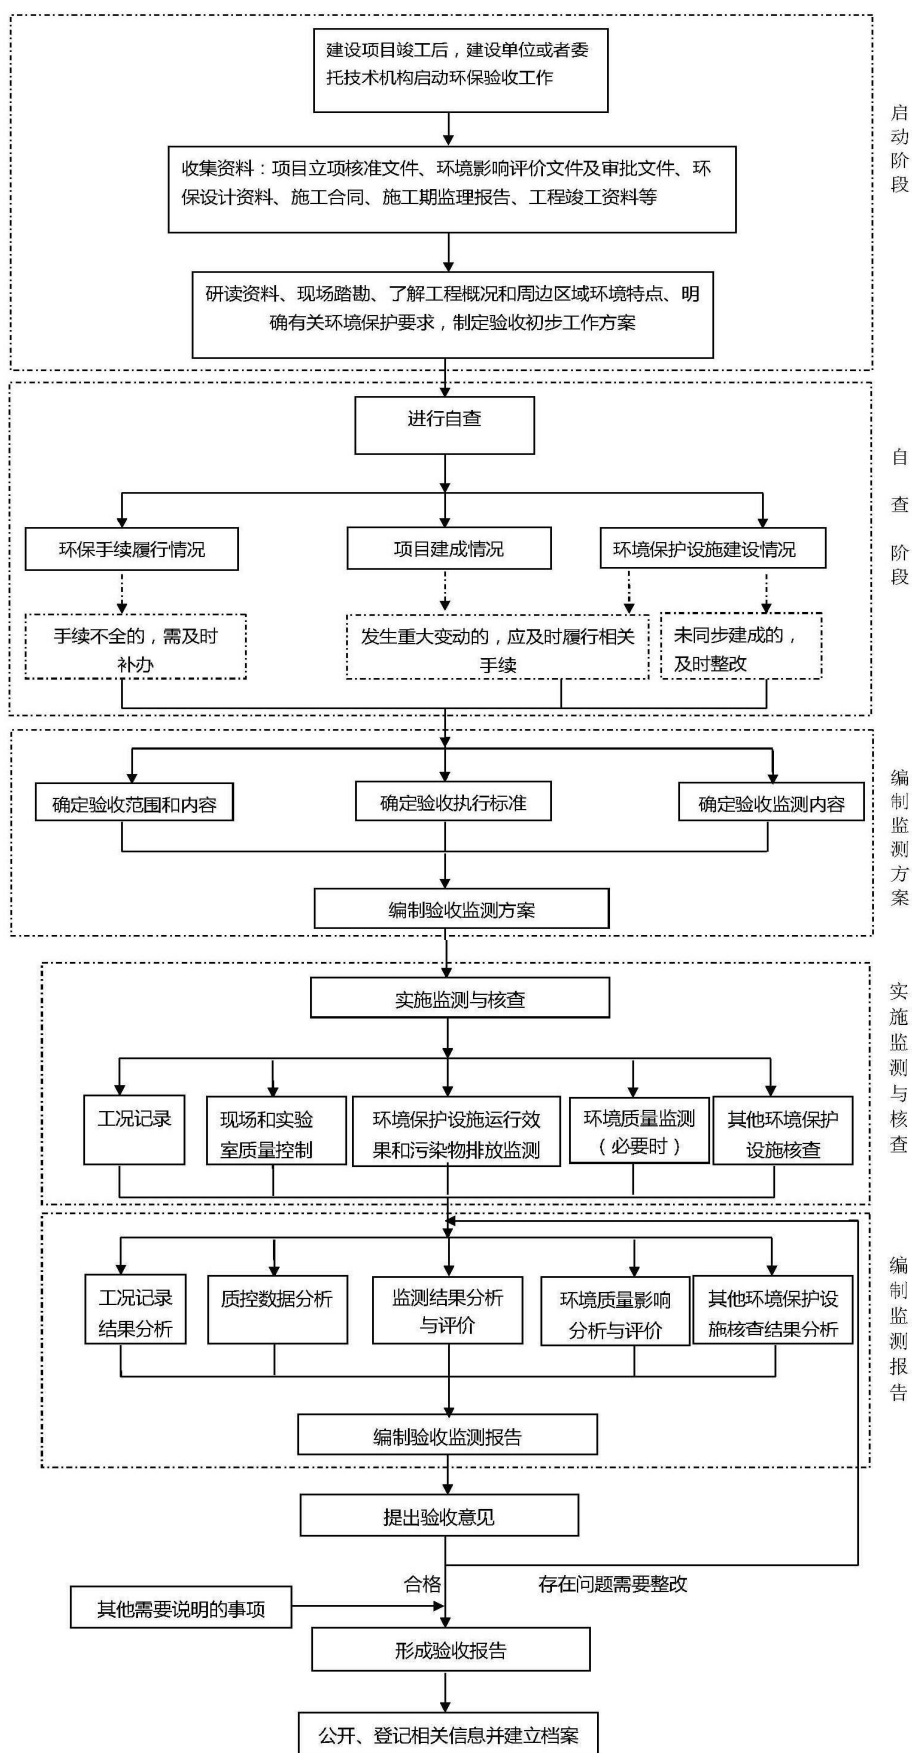 建设项目竣工后，建设单位或者委
托技术机构启动环保验收工作
启动阶段
收集资料：项目立项核准文件、环境影响评价文件及审批文件、环
保设计资料、施工合同、施工期监理报告、工程竣工资料等
研读资料、现场踏勘、了解工程概况和周边区域环境特点、明
确有关环境保护要求，制定验收初步工作方案
进行自查
自查阶段
环保手续履行情况
项目建成情况
环境保护设施建设情况
手续不全的，需及时
补办
发生重大变动的，应及时履行相关
手续
未同步建成的，
及时整改
编制监测方案
确定验收范围和内容
确定验收执行标准
确定验收监测内容
编制验收监测方案
实施监测与核查
实施监测与核查
工况记录
现场和实验
室质量控制
环境保护设施运行效
果和污染物排放监测
环境质量监测
（必要时）
其他环境保护
设施核查
编制监测报告
工况记录
结果分析
质控数据分析
监测结果分析
与评价
环境质量影响
分析与评价
其他环境保护设
施核查结果分析
编制验收监测报告
提出验收意见
合格
存在问题需要整改
其他需要说明的事项
形成验收报告
公开、登记相关信息并建立档案